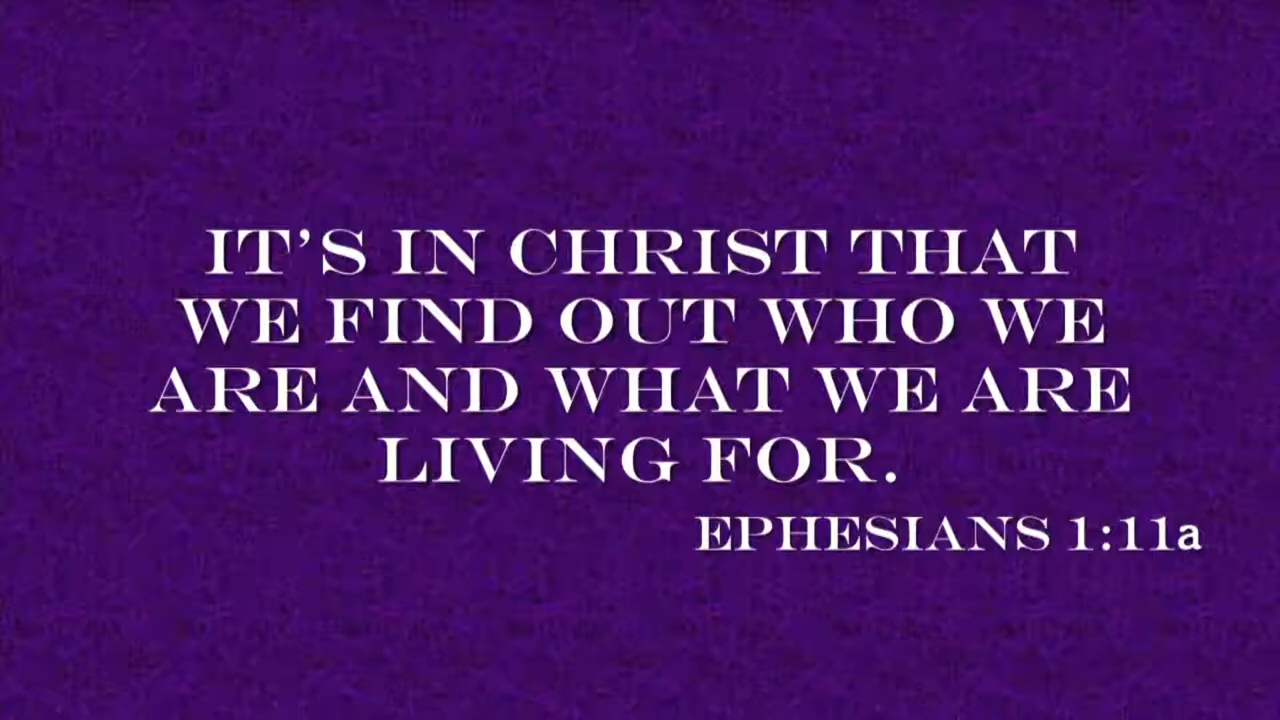 IT’S IN CHRIST THAT
WE FIND OUT WHO WE
ARE AND WHAT WE ARE
LIVING FOR.
EPHESIANS 1:11a